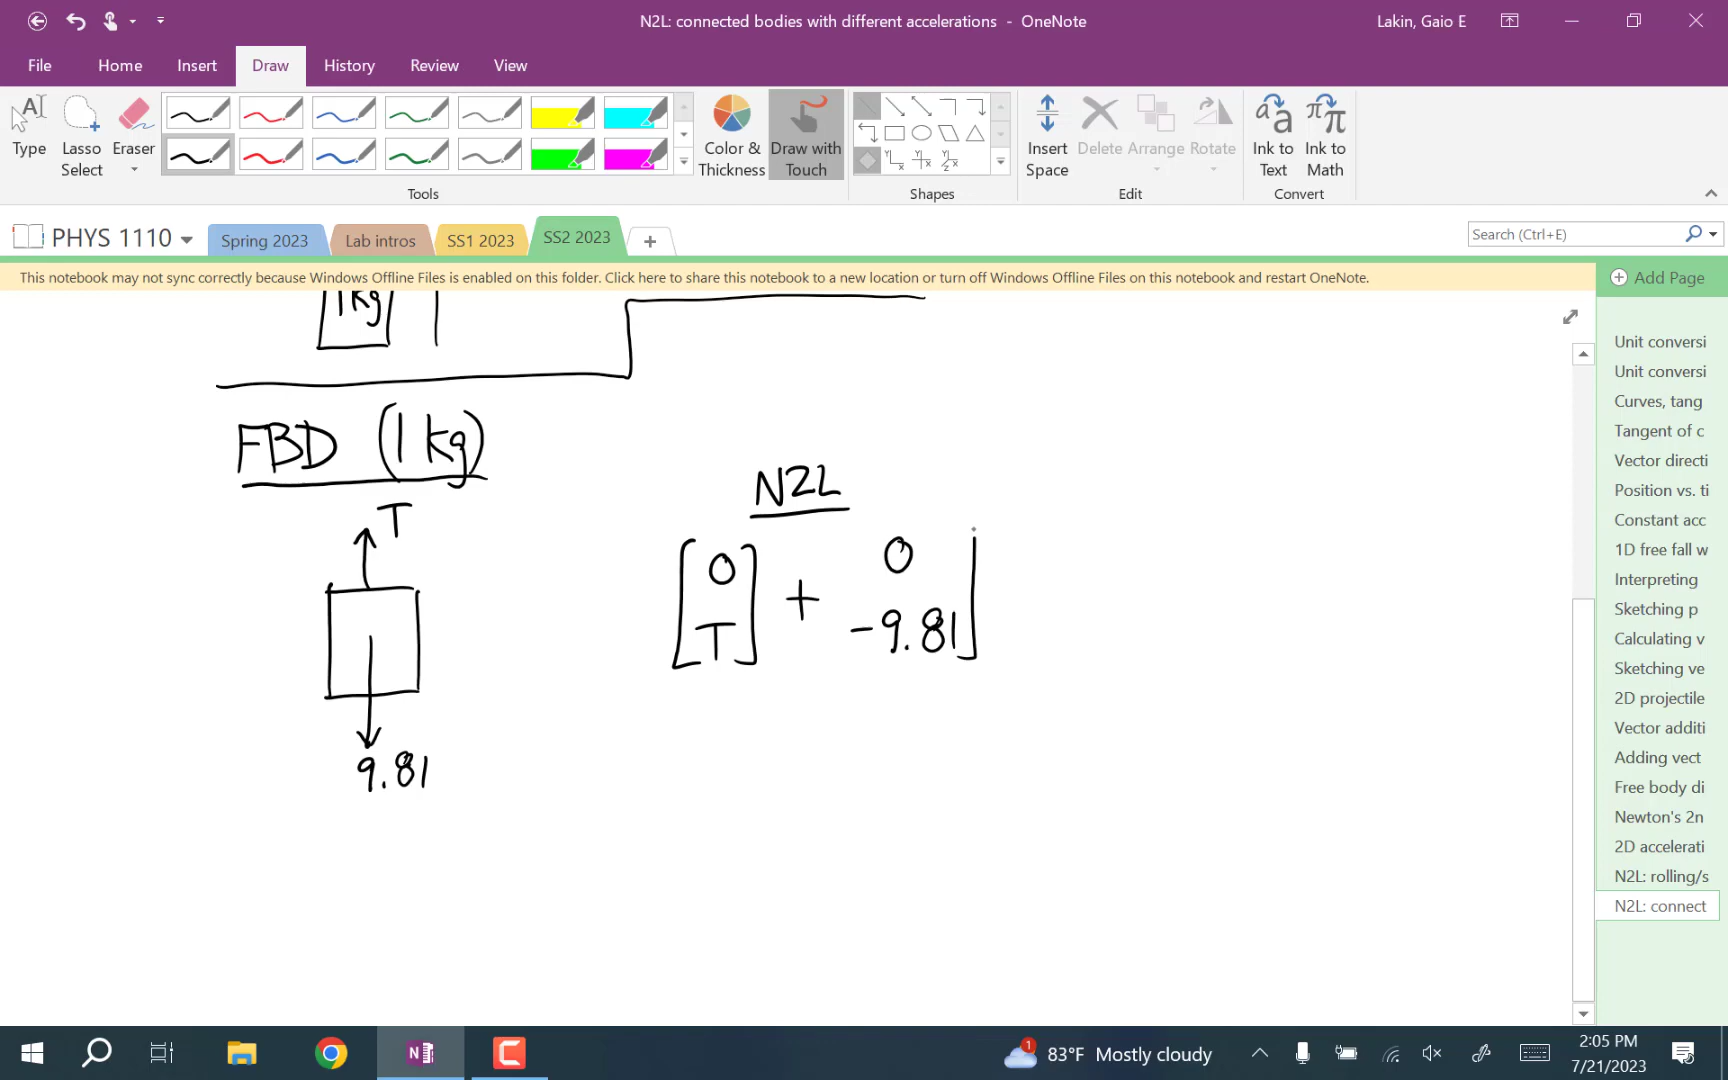 N2L: connected bodies with different accelerations - OneNote
Lakin, Gaio E
File
Home
Insert
Draw
History
Review
View
Type
Lasso Select
Eraser
Color & Thickness
Draw with Touch
Insert Space
Delete
Arrange
Rotate
Ink to Text
Ink to Math
Tools
Shapes
Edit
Convert
PHYS 1110
Spring 2023
Lab intros
SS1 2023
SS2 2023
Search (Ctrl+E)
This notebook may not sync correctly because Windows Offline Files is enabled on this folder. Click here to share this notebook to a new location or turn off Windows Offline Files on this notebook and restart OneNote.
Add Page
Unit conversi
Unit conversi
Curves, tang
Tangent of c
Vector directi
Position vs. ti
Constant acc
1D free fall w
Interpreting
Sketching p
Calculating v
Sketching ve
2D projectile
Vector additi
Adding vect
Free body di
Newton's 2n
2D accelerati
N2L: rolling/s
N2L: connect
1kg
FBD (1 kg)
T
9.81
N2L
[0 T] + 0 -9.81]
1
83°F Mostly cloudy
2:05 PM
7/21/2023